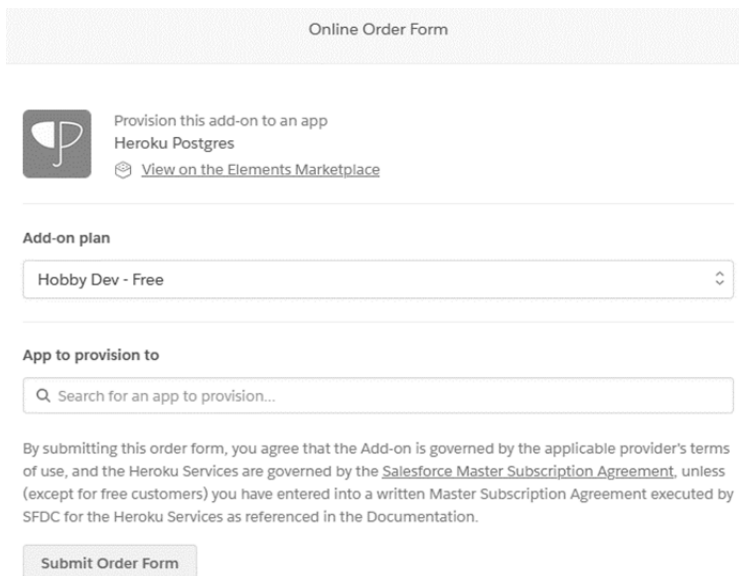 Online Order Form
Provision this add-on to an app
Heroku Postgres
View on the Elements Marketplace
Add-on plan
Hobby Dev - Free
App to provision to
Search for an app to provision...
By submitting this order form, you agree that the Add-on is governed by the applicable provider's terms
of use, and the Heroku Services are governed by the Salesforce Master Subscription Agreement, unless
(except for free customers) you have entered into a written Master Subscription Agreement executed by
SFDC for the Heroku Services as referenced in the Documentation.
Submit Order Form